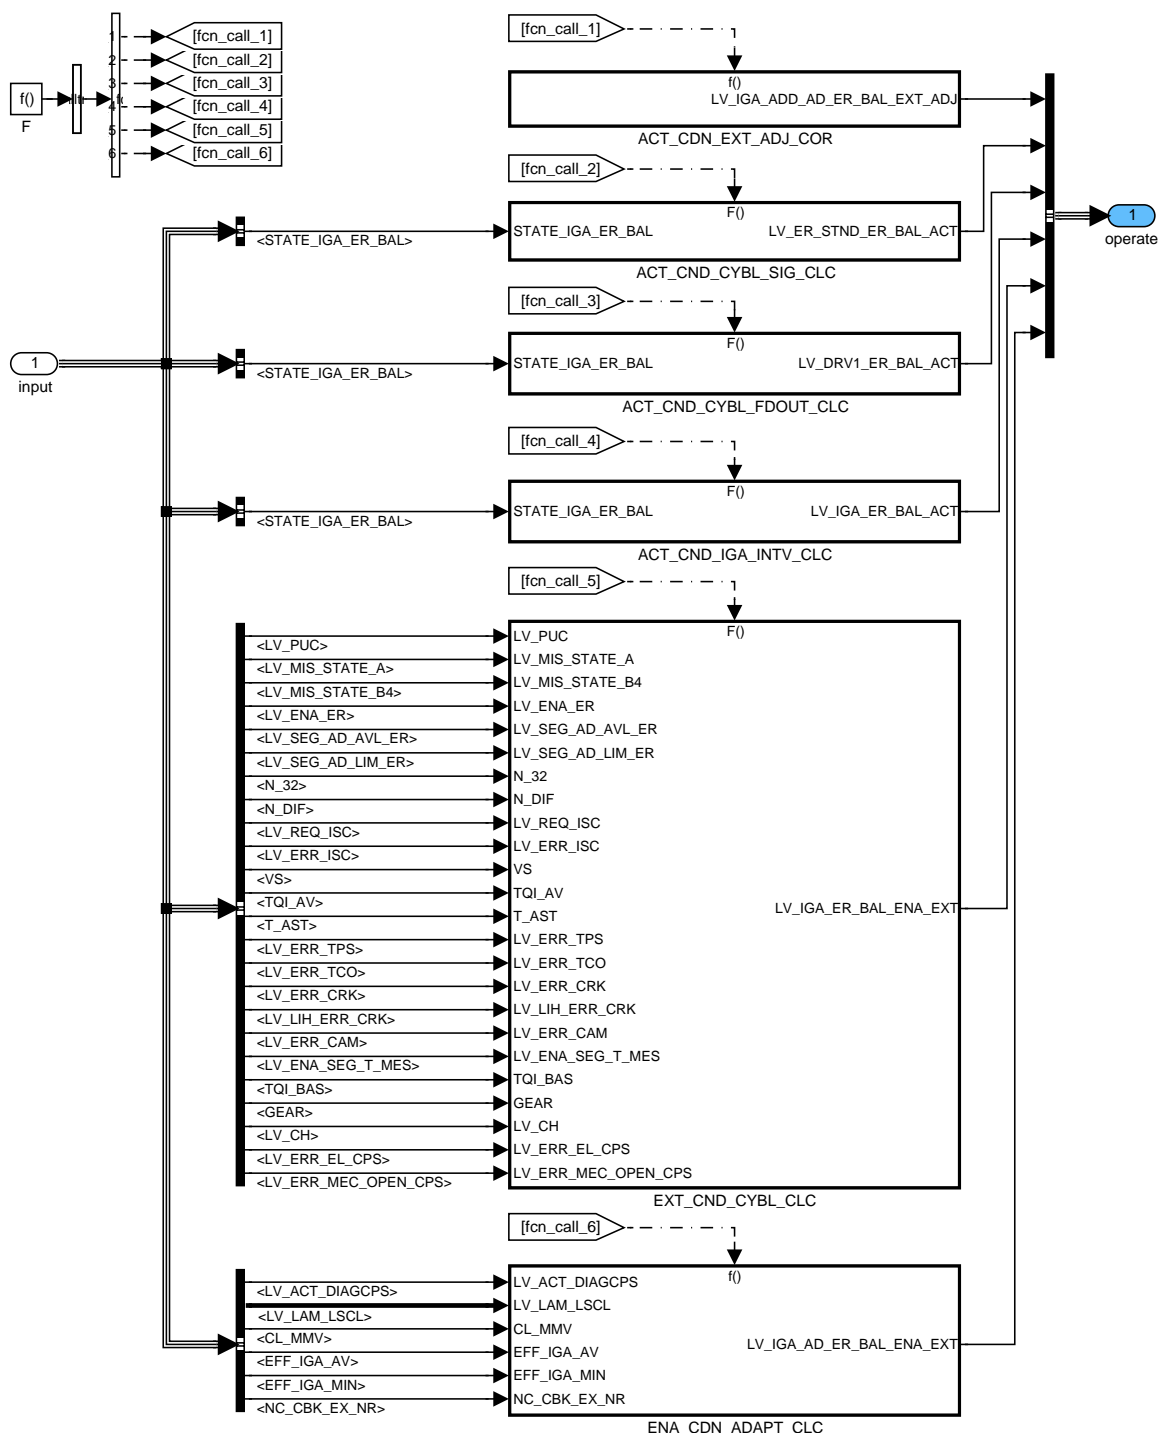 1
[fcn_call_1]
2
[fcn_call_2]
3
[fcn_call_3]
4
[fcn_call_4]
5
[fcn_call_5]
6
[fcn_call_6]
f()
F
[fcn_call_1]
f()
LV_IGA_ADD_AD_ER_BAL_EXT_ADJ
ACT_CDN_EXT_ADJ_COR
[fcn_call_2]
F()
<STATE_IGA_ER_BAL>
STATE_IGA_ER_BAL
LV_ER_STND_ER_BAL_ACT
ACT_CND_CYBL_SIG_CLC
1
operate
[fcn_call_3]
F()
1
input
<STATE_IGA_ER_BAL>
STATE_IGA_ER_BAL
LV_DRV1_ER_BAL_ACT
ACT_CND_CYBL_FDOUT_CLC
[fcn_call_4]
F()
<STATE_IGA_ER_BAL>
STATE_IGA_ER_BAL
LV_IGA_ER_BAL_ACT
ACT_CND_IGA_INTV_CLC
[fcn_call_5]
F()
<LV_PUC>
<LV_MIS_STATE_A>
<LV_MIS_STATE_B4>
<LV_ENA_ER>
<LV_SEG_AD_AVL_ER>
<LV_SEG_AD_LIM_ER>
<N_32>
<N_DIF>
<LV_REQ_ISC>
<LV_ERR_ISC>
<VS>
<TQI_AV>
<T_AST>
<LV_ERR_TPS>
<LV_ERR_TCO>
<LV_ERR_CRK>
<LV_LIH_ERR_CRK>
<LV_ERR_CAM>
<LV_ENA_SEG_T_MES>
<TQI_BAS>
<GEAR>
<LV_CH>
<LV_ERR_EL_CPS>
<LV_ERR_MEC_OPEN_CPS>
LV_PUC
LV_MIS_STATE_A
LV_MIS_STATE_B4
LV_ENA_ER
LV_SEG_AD_AVL_ER
LV_SEG_AD_LIM_ER
N_32
N_DIF
LV_REQ_ISC
LV_ERR_ISC
VS
TQI_AV
T_AST
LV_ERR_TPS
LV_ERR_TCO
LV_ERR_CRK
LV_LIH_ERR_CRK
LV_ERR_CAM
LV_ENA_SEG_T_MES
TQI_BAS
GEAR
LV_CH
LV_ERR_EL_CPS
LV_ERR_MEC_OPEN_CPS
LV_IGA_ER_BAL_ENA_EXT
EXT_CND_CYBL_CLC
[fcn_call_6]
f()
<LV_ACT_DIAGCPS>
<LV_LAM_LSCL>
<CL_MMV>
<EFF_IGA_AV>
<EFF_IGA_MIN>
<NC_CBK_EX_NR>
LV_ACT_DIAGCPS
LV_LAM_LSCL
CL_MMV
EFF_IGA_AV
EFF_IGA_MIN
NC_CBK_EX_NR
LV_IGA_AD_ER_BAL_ENA_EXT
ENA_CDN_ADAPT_CLC